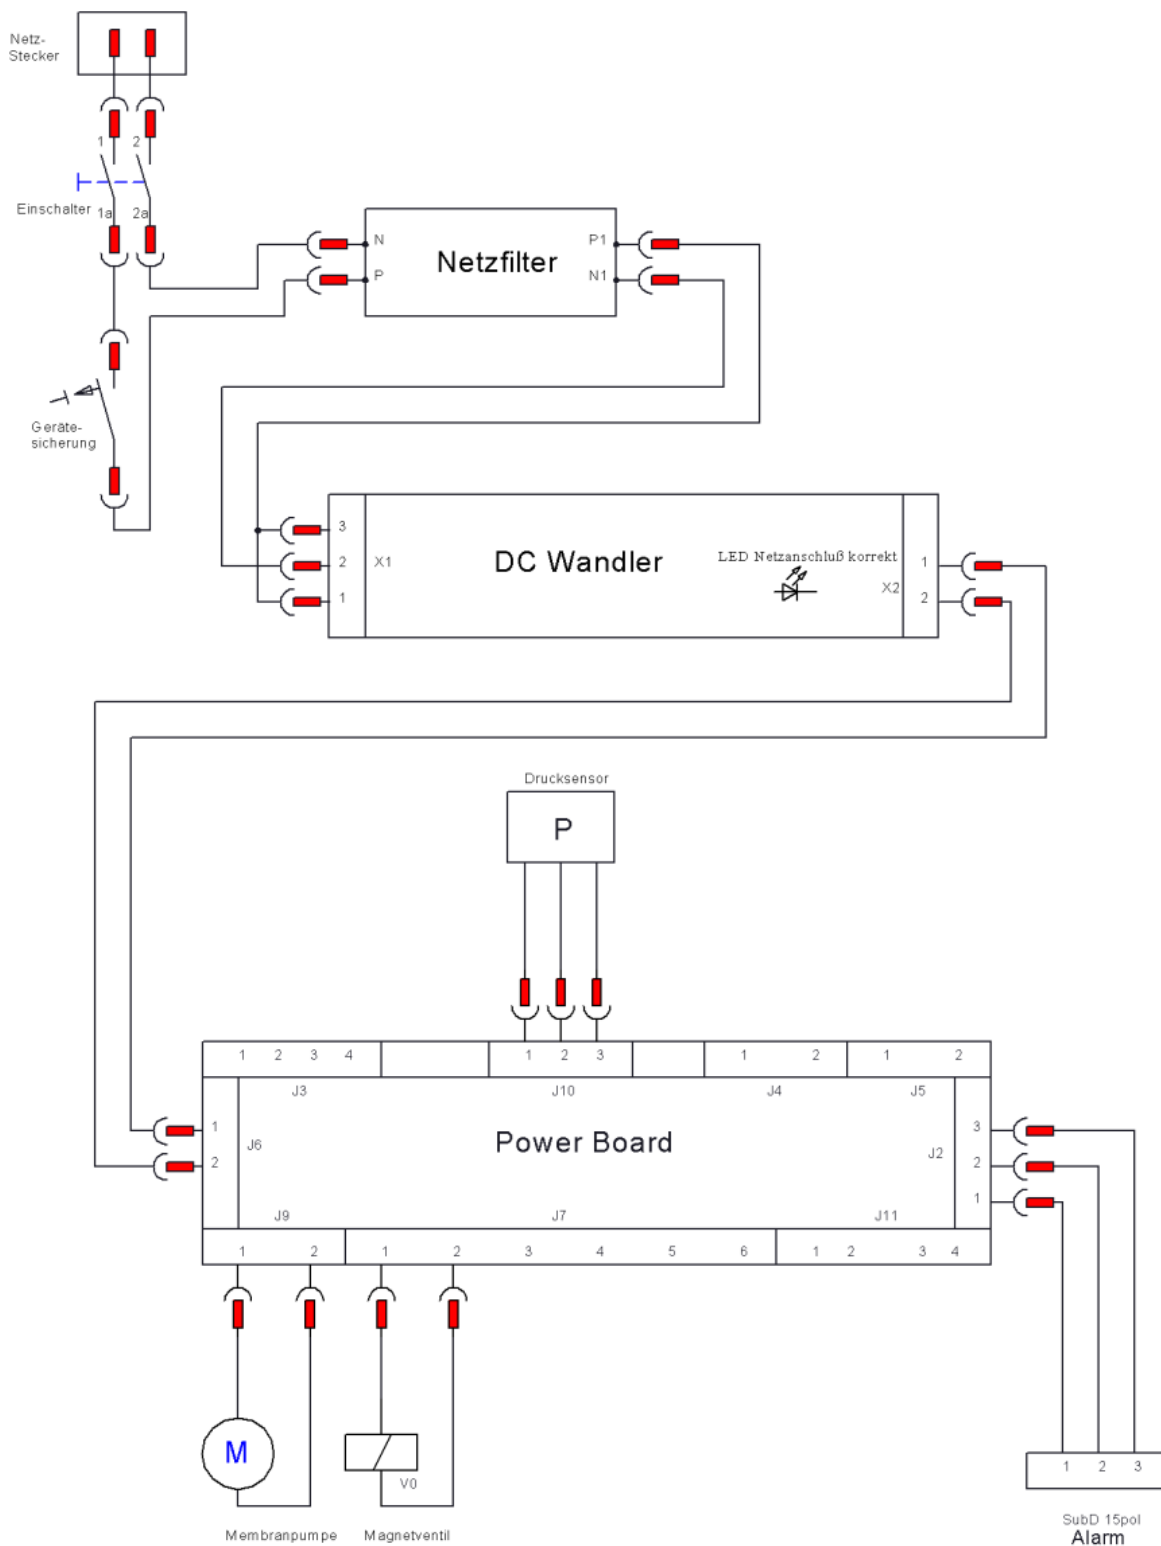 Netz-
Stecker
1 2
Einschalter
1a 2a
N
P
Netzfilter
P1
N1
Geräte-
sicherung
3
2
1
X1
DC Wandler
LED Netzanschluß korrekt
X2
1
2
Drucksensor
P
1 2 3 4
1 2 3
1 2
1 2
J3
J10
J4
J5
1
2
J6
Power Board
J2
3
2
1
J9
J7
J11
1 2
1 2 3 4 5 6
1 2 3 4
M
V0
Membranpumpe
Magnetventil
1 2 3
SubD 15pol
Alarm